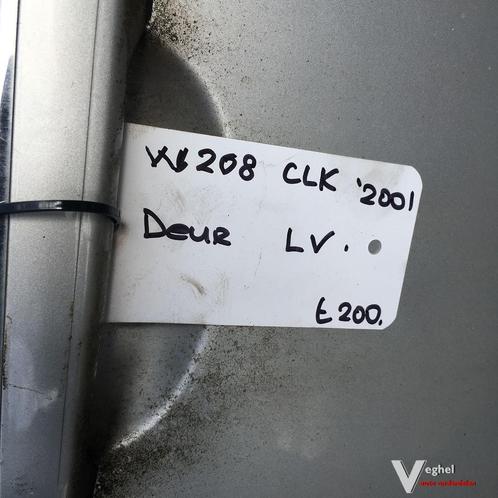 W208 CLK '2001
DEUR LV.
€200.
Veghel